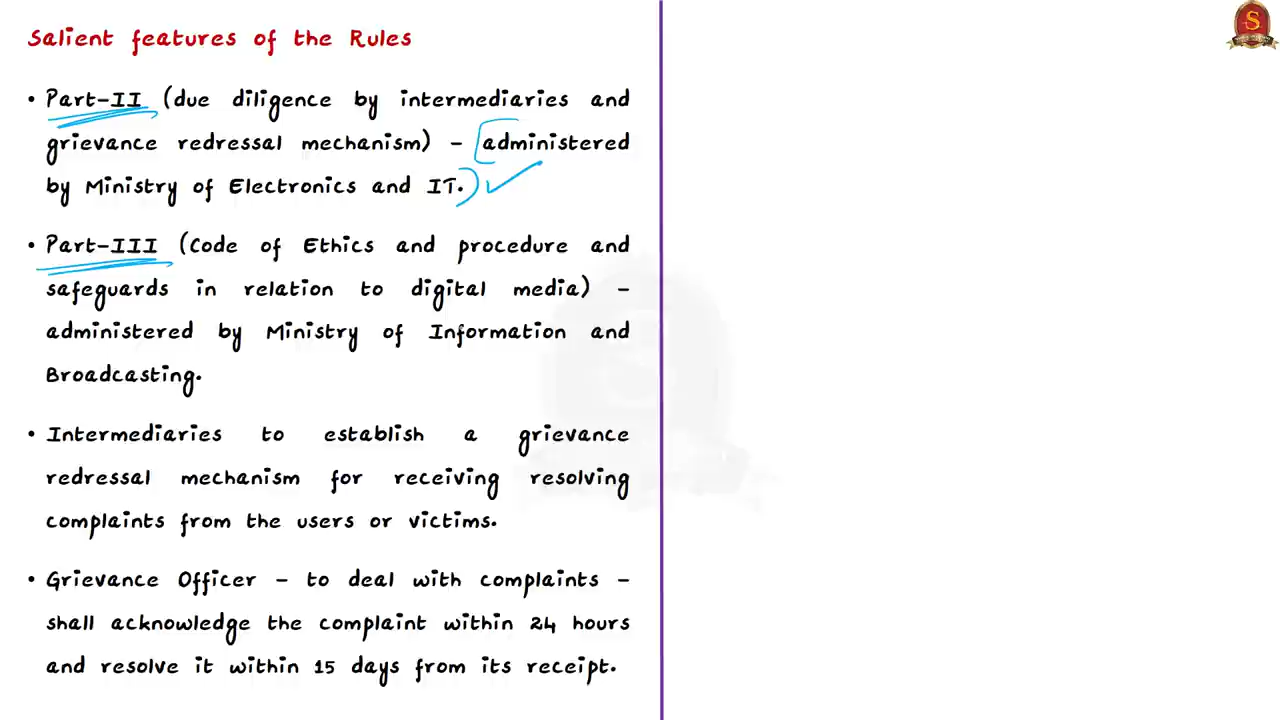 Salient features of the Rules
• Part-II (due diligence by intermediaries and
grievance redressal mechanism) - administered
by Ministry of Electronics and IT.
• Part-III (Code of Ethics and procedure and
safeguards in relation to digital media) -
administered by Ministry of Information and
Broadcasting.
• Intermediaries to establish a grievance
redressal mechanism for receiving resolving
complaints from the users or victims.
• Grievance Officer - to deal with complaints -
shall acknowledge the complaint within 24 hours
and resolve it within 15 days from its receipt.
S